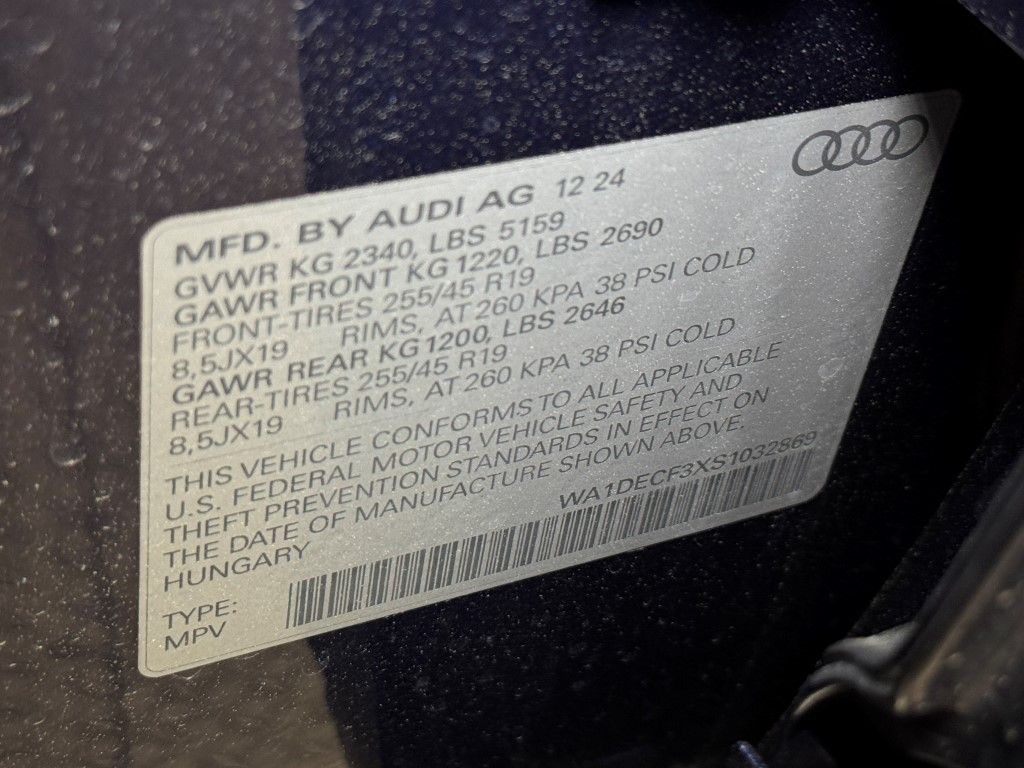 MFD. BY AUDI AG 12 24
GVWR KG 2340, LBS 5159
GAWR FRONT KG 1220, LBS 2690
FRONT-TIRES 255/45 R19
8,5JX19 RIMS, AT 260 KPA 38 PSI COLD
GAWR REAR KG 1200, LBS 2646
REAR-TIRES 255/45 R19
8,5JX19 RIMS, AT 260 KPA 38 PSI COLD
THIS VEHICLE CONFORMS TO ALL APPLICABLE
U.S. FEDERAL MOTOR VEHICLE SAFETY AND
THEFT PREVENTION STANDARDS IN EFFECT ON
THE DATE OF MANUFACTURE SHOWN ABOVE.
HUNGARY WA1DECF3XS1032869
TYPE:
MPV